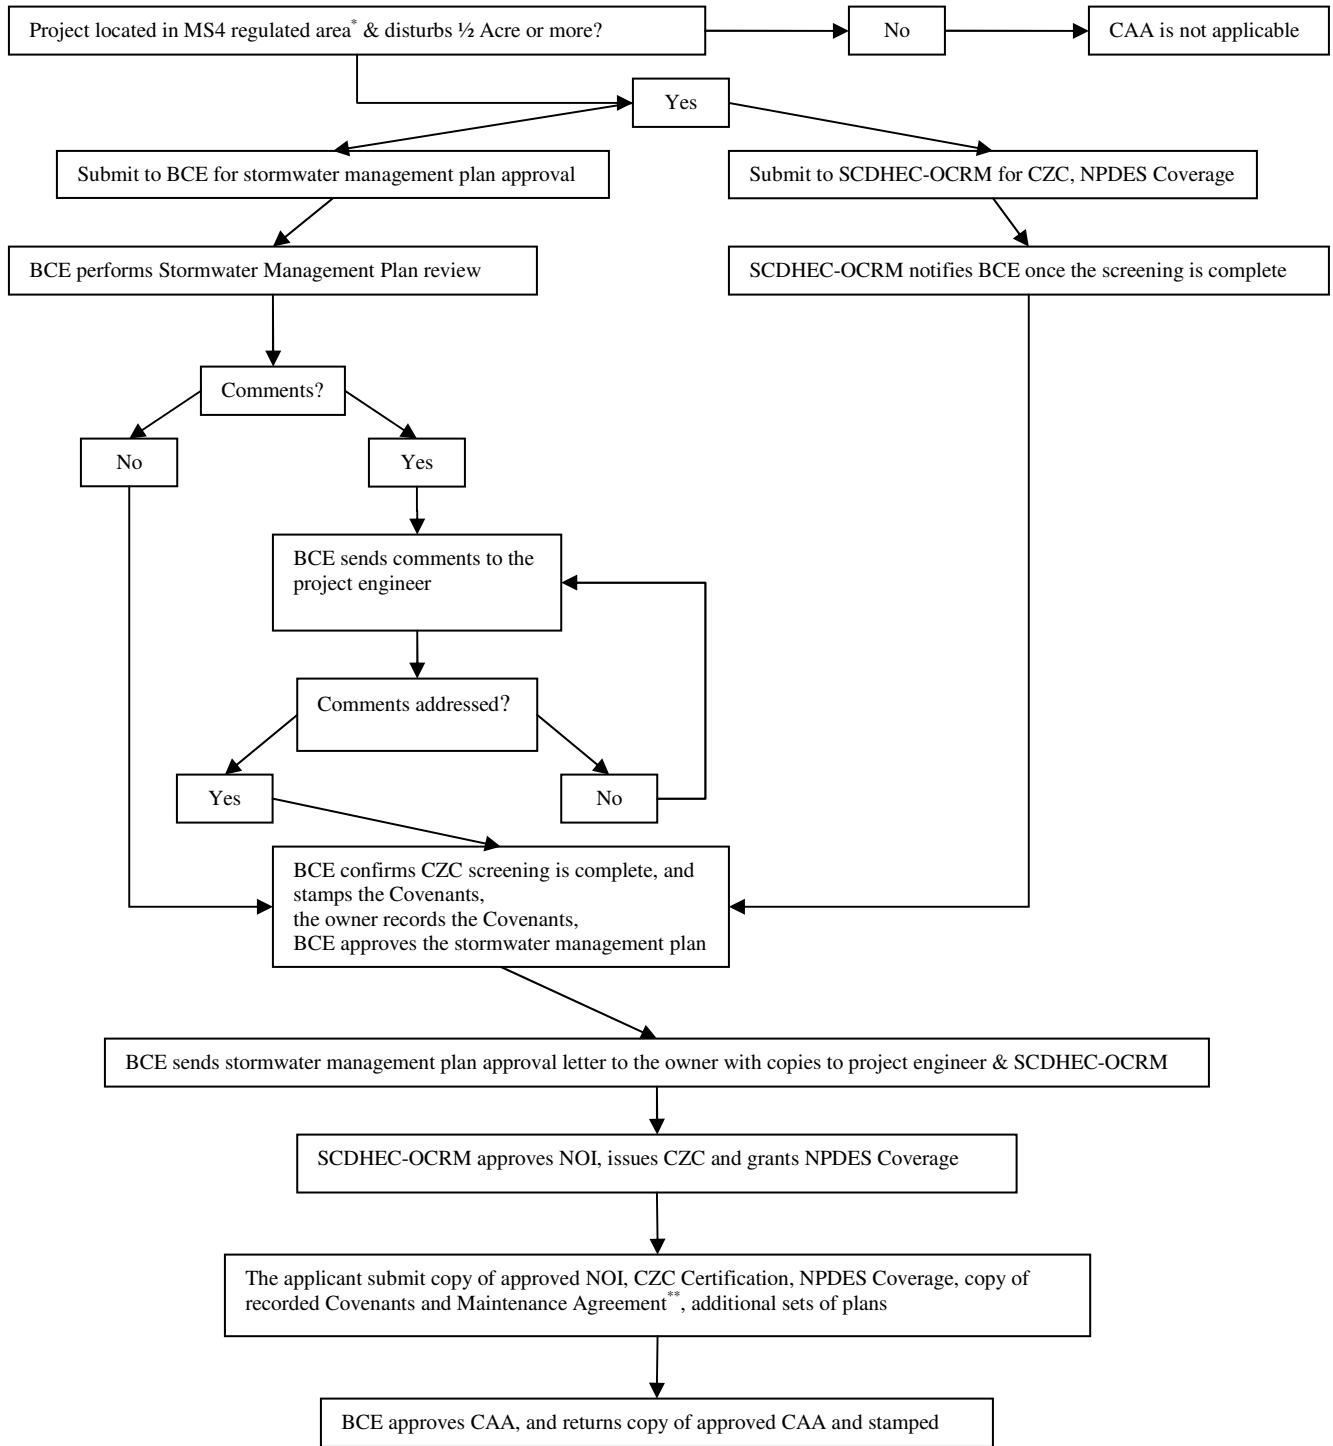 Project located in MS4 regulated area* & disturbs ½ Acre or more?
No
CAA is not applicable
Yes
Submit to BCE for stormwater management plan approval
Submit to SCDHEC-OCRM for CZC, NPDES Coverage
BCE performs Stormwater Management Plan review
SCDHEC-OCRM notifies BCE once the screening is complete
Comments?
No
Yes
BCE sends comments to the
project engineer
Comments addressed?
Yes
No
BCE confirms CZC screening is complete, and
stamps the Covenants,
the owner records the Covenants,
BCE approves the stormwater management plan
BCE sends stormwater management plan approval letter to the owner with copies to project engineer & SCDHEC-OCRM
SCDHEC-OCRM approves NOI, issues CZC and grants NPDES Coverage
The applicant submit copy of approved NOI, CZC Certification, NPDES Coverage, copy of
recorded Covenants and Maintenance Agreement**, additional sets of plans
BCE approves CAA, and returns copy of approved CAA and stamped